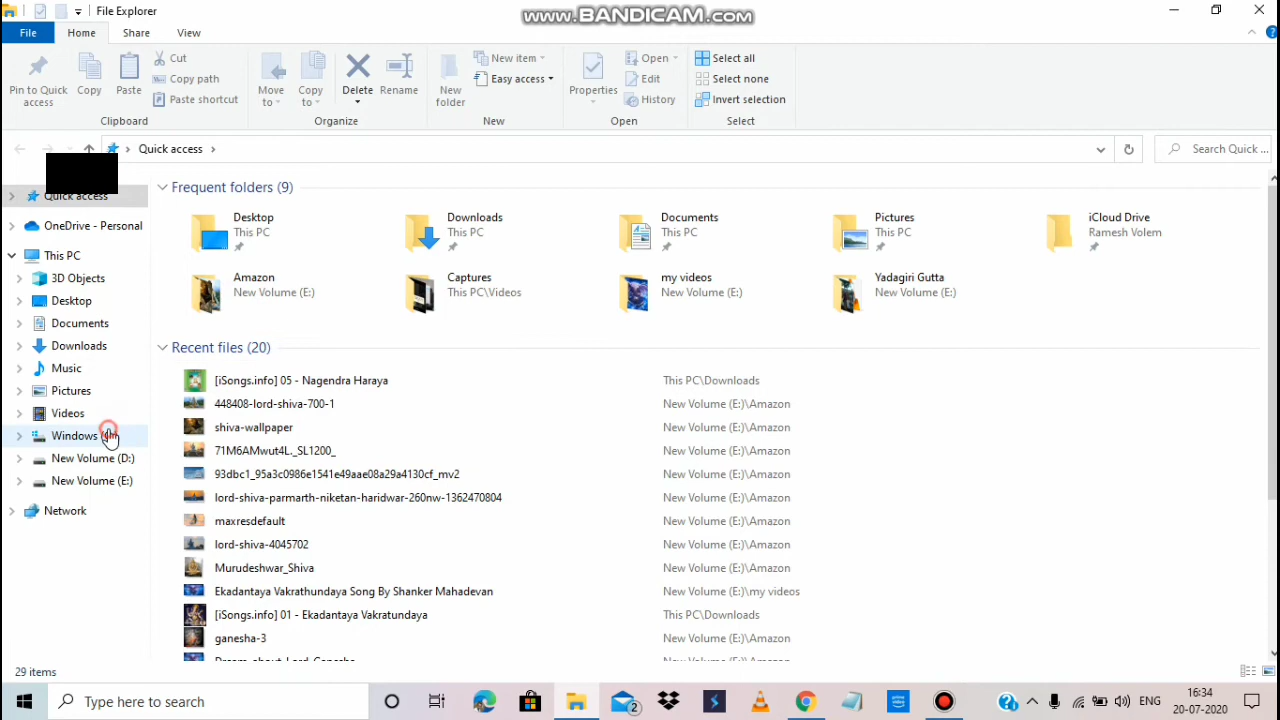 File Explorer
www.BANDICAM.com
File
Home
Share
View
Pin to Quick access
Copy
Paste
Cut
Copy path
Paste shortcut
Clipboard
Move to
Copy to
Delete
Rename
Organize
New folder
New item
Easy access
New
Properties
Open
Edit
History
Open
Select all
Select none
Invert selection
Select
Quick access
Search Quick ...
Quick access
OneDrive - Personal
This PC
3D Objects
Desktop
Documents
Downloads
Music
Pictures
Videos
Windows
New Volume (D:)
New Volume (E:)
Network
Frequent folders (9)
Desktop
This PC
Downloads
This PC
Documents
This PC
Pictures
This PC
iCloud Drive
Ramesh Volem
Amazon
New Volume (E:)
Captures
This PC\Videos
my videos
New Volume (E:)
Yadagiri Gutta
New Volume (E:)
Recent files (20)
[iSongs.info] 05 - Nagendra Haraya This PC\Downloads
448408-lord-shiva-700-1 New Volume (E:)\Amazon
shiva-wallpaper New Volume (E:)\Amazon
71M6AMwut4L._SL1200_ New Volume (E:)\Amazon
93dbc1_95a3c0986e1541e49aae08a29a4130cf_mv2 New Volume (E:)\Amazon
lord-shiva-parmarth-niketan-haridwar-260nw-1362470804 New Volume (E:)\Amazon
maxresdefault New Volume (E:)\Amazon
lord-shiva-4045702 New Volume (E:)\Amazon
Murudeshwar_Shiva New Volume (E:)\Amazon
Ekadantaya Vakrathundaya Song By Shanker Mahadevan New Volume (E:)\my videos
[iSongs.info] 01 - Ekadantaya Vakratundaya This PC\Downloads
ganesha-3 New Volume (E:)\Amazon
29 items
Type here to search
2
ENG
16:34
20-07-2020